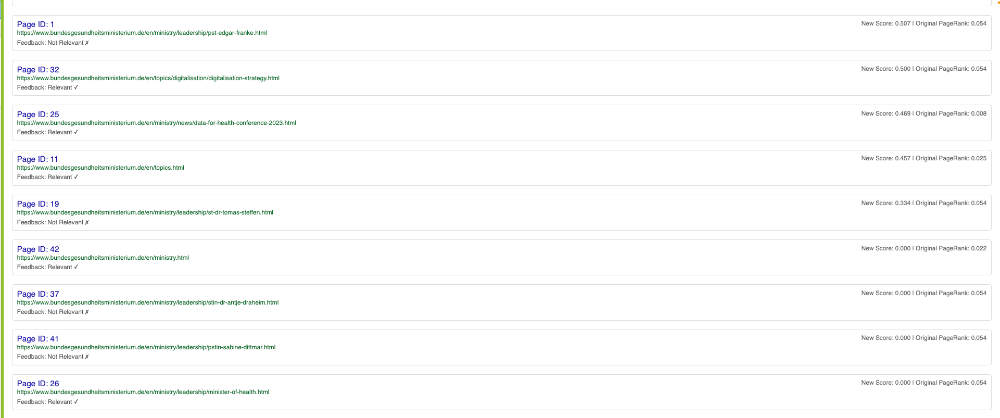 Page ID: 1
New Score: 0.507 | Original PageRank: 0.054
https://www.bundesgesundheitsministerium.de/en/ministry/leadership/pst-edgar-franke.html
Feedback: Not Relevant ✗
Page ID: 32
New Score: 0.500 | Original PageRank: 0.054
https://www.bundesgesundheitsministerium.de/en/topics/digitalisation/digitalisation-strategy.html
Feedback: Relevant ✓
Page ID: 25
New Score: 0.469 | Original PageRank: 0.008
https://www.bundesgesundheitsministerium.de/en/ministry/news/data-for-health-conference-2023.html
Feedback: Relevant ✓
Page ID: 11
New Score: 0.457 | Original PageRank: 0.025
https://www.bundesgesundheitsministerium.de/en/topics.html
Feedback: Relevant ✓
Page ID: 19
New Score: 0.334 | Original PageRank: 0.054
https://www.bundesgesundheitsministerium.de/en/ministry/leadership/st-dr-tomas-steffen.html
Feedback: Not Relevant ✗
Page ID: 42
New Score: 0.000 | Original PageRank: 0.022
https://www.bundesgesundheitsministerium.de/en/ministry.html
Feedback: Relevant ✓
Page ID: 37
New Score: 0.000 | Original PageRank: 0.054
https://www.bundesgesundheitsministerium.de/en/ministry/leadership/stin-dr-antje-draheim.html
Feedback: Not Relevant ✗
Page ID: 41
New Score: 0.000 | Original PageRank: 0.054
https://www.bundesgesundheitsministerium.de/en/ministry/leadership/pstin-sabine-dittmar.html
Feedback: Not Relevant ✗
Page ID: 26
New Score: 0.000 | Original PageRank: 0.054
https://www.bundesgesundheitsministerium.de/en/ministry/leadership/minister-of-health.html
Feedback: Relevant ✓